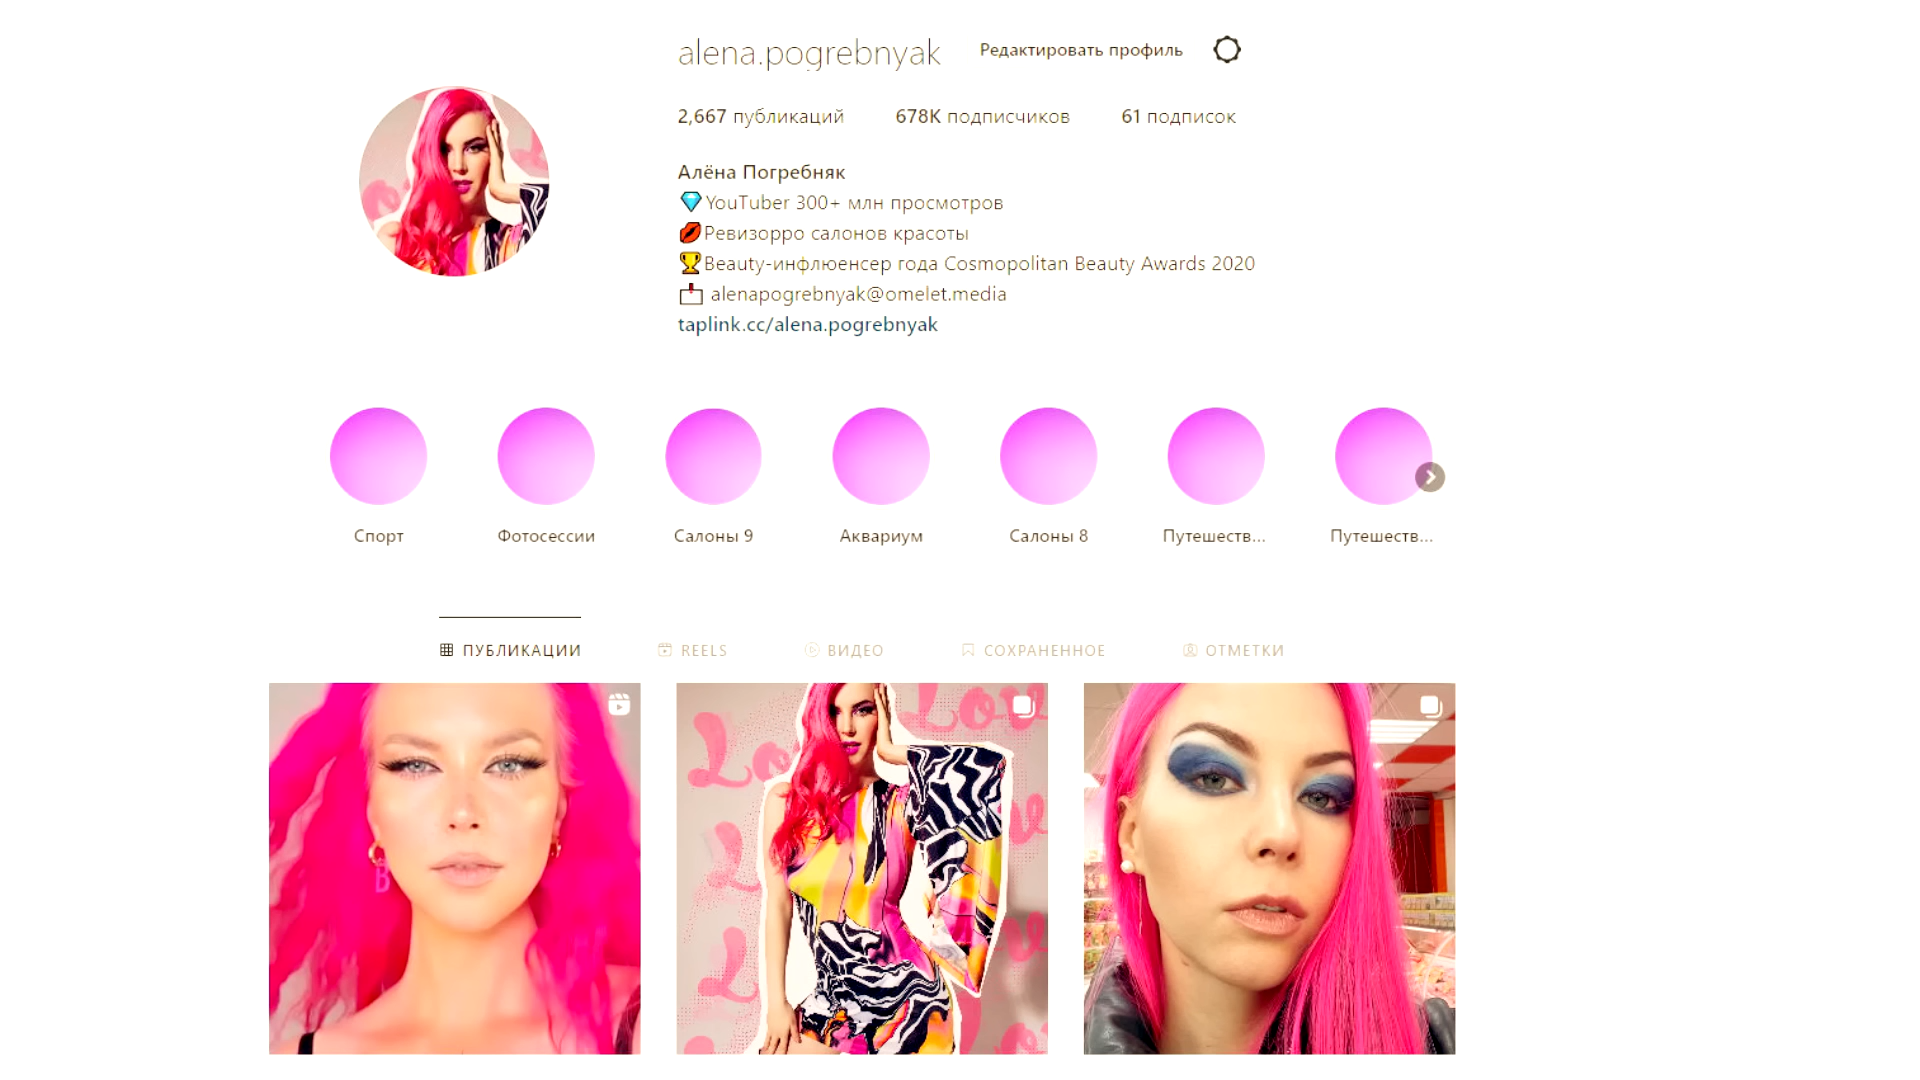 alena.pogrebnyak Редактировать профиль
2,667 публикаций 678K подписчиков 61 подписок
Алёна Погребняк
YouTuber 300+ млн просмотров
Ревизорро салонов красоты
Beauty-инфлюенсер года Cosmopolitan Beauty Awards 2020
alenapogrebnyak@omelet.media
taplink.cc/alena.pogrebnyak
Спорт Фотосессии Салоны 9 Аквариум Салоны 8 Путешеств... Путешеств...
ПУБЛИКАЦИИ REELS ВИДЕО СОХРАНЕННОЕ ОТМЕТКИ
Love